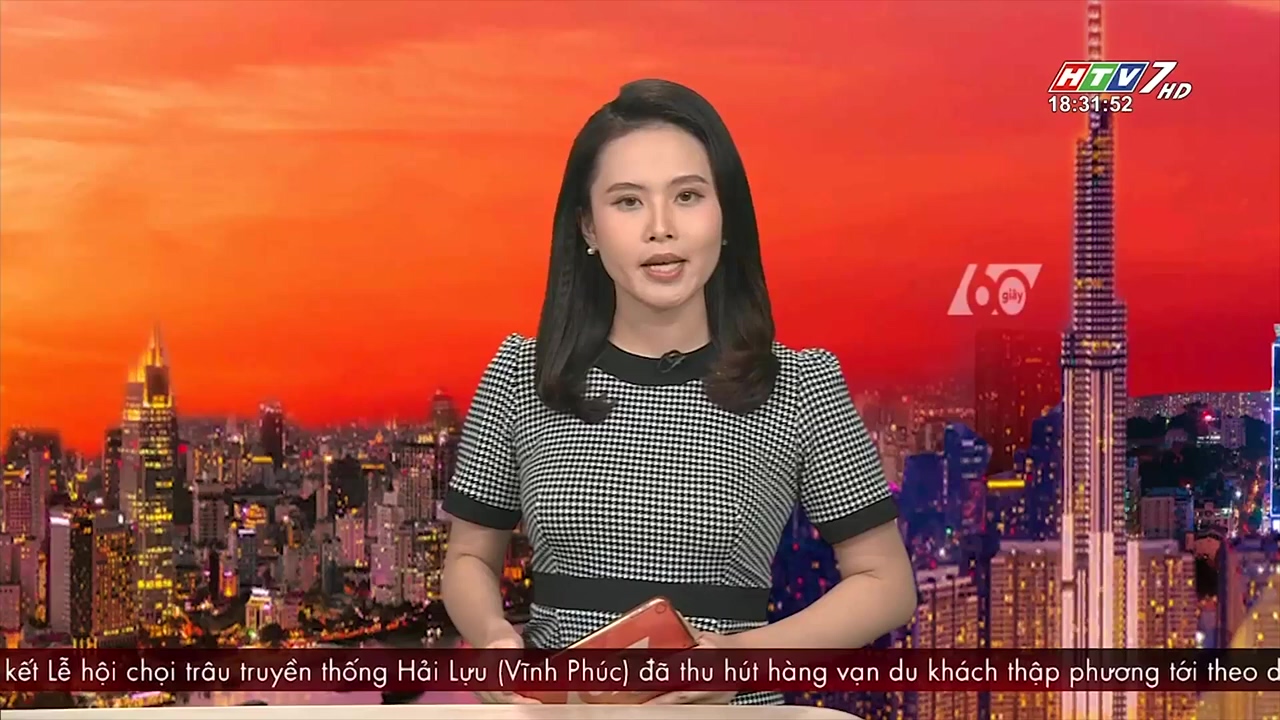 HTV7 HD
18:31:52
60 giây
kết Lễ hội chọi trâu truyền thống Hải Lựu (Vĩnh Phúc) đã thu hút hàng vạn du khách thập phương tới theo d